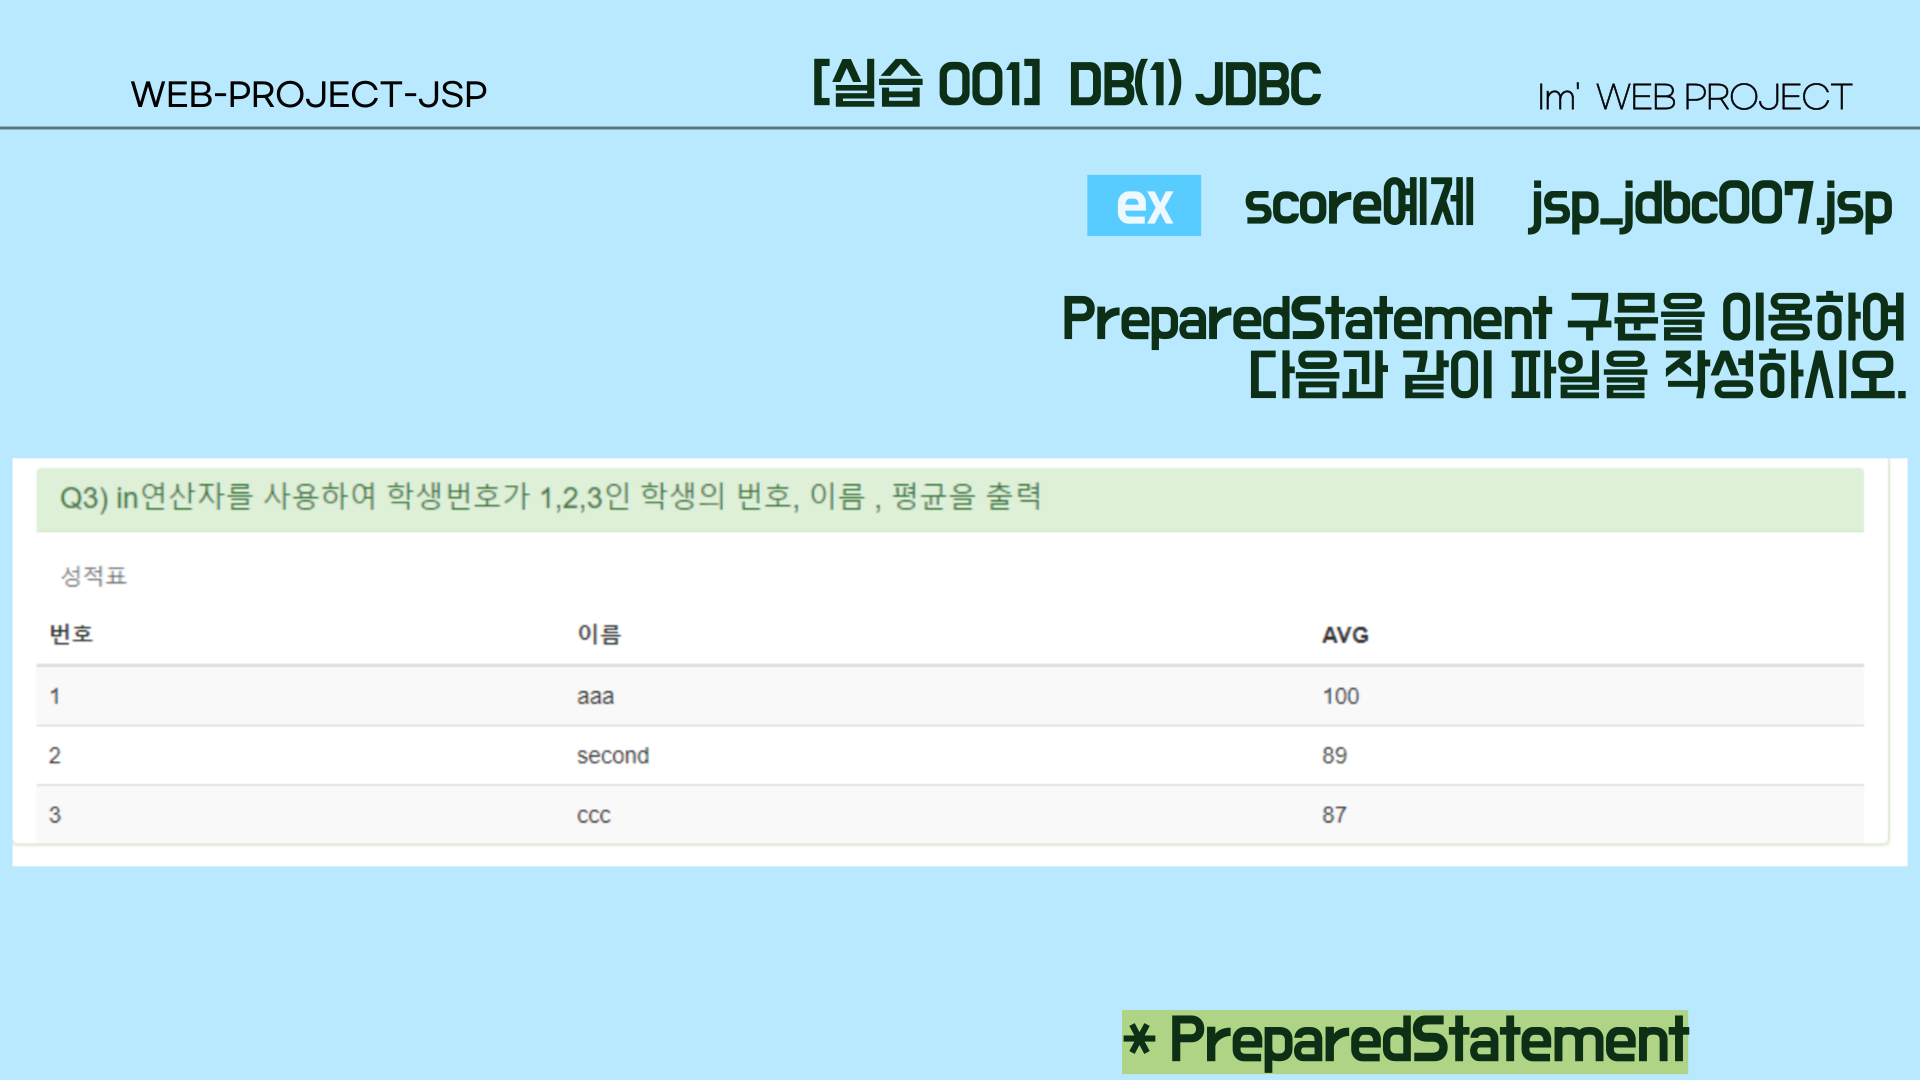 WEB-PROJECT-JSP
[실습 001] DB(1) JDBC
Im' WEB PROJECT
ex score예제 jsp_jdbc007.jsp
PreparedStatement 구문을 이용하여
다음과 같이 파일을 작성하시오.
Q3) in연산자를 사용하여 학생번호가 1,2,3인 학생의 번호, 이름 , 평균을 출력
성적표
번호 이름 AVG
1 aaa 100
2 second 89
3 ccc 87
* PreparedStatement